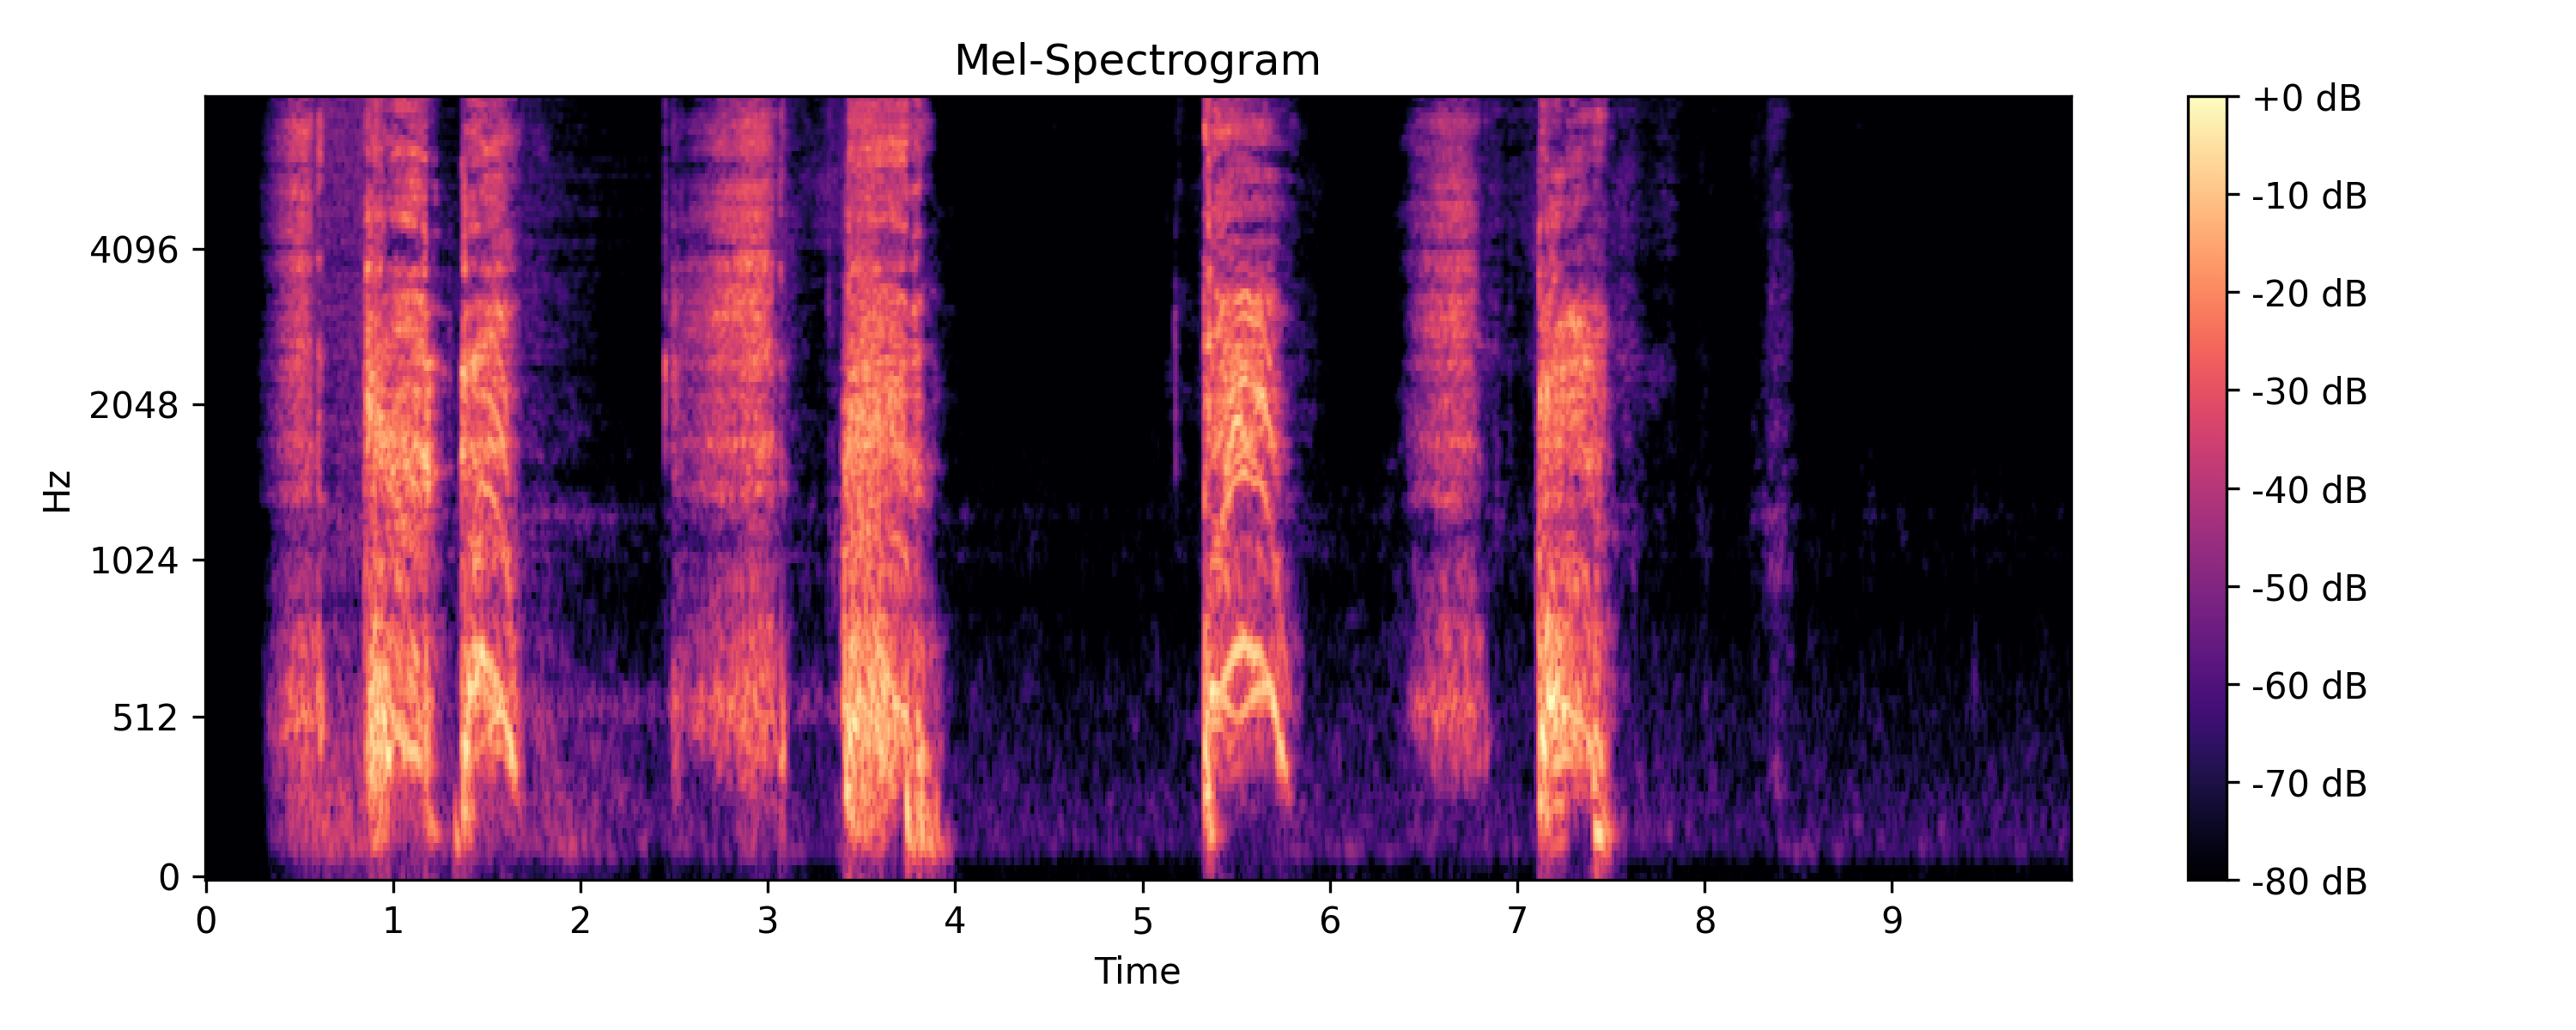 Mel-Spectrogram
+0 dB
-10 dB
4096
-20 dB
2048
-30 dB
Hz
-40 dB
1024
-50 dB
512
-60 dB
-70 dB
0
-80 dB
0 1 2 3 4 5 6 7 8 9
Time